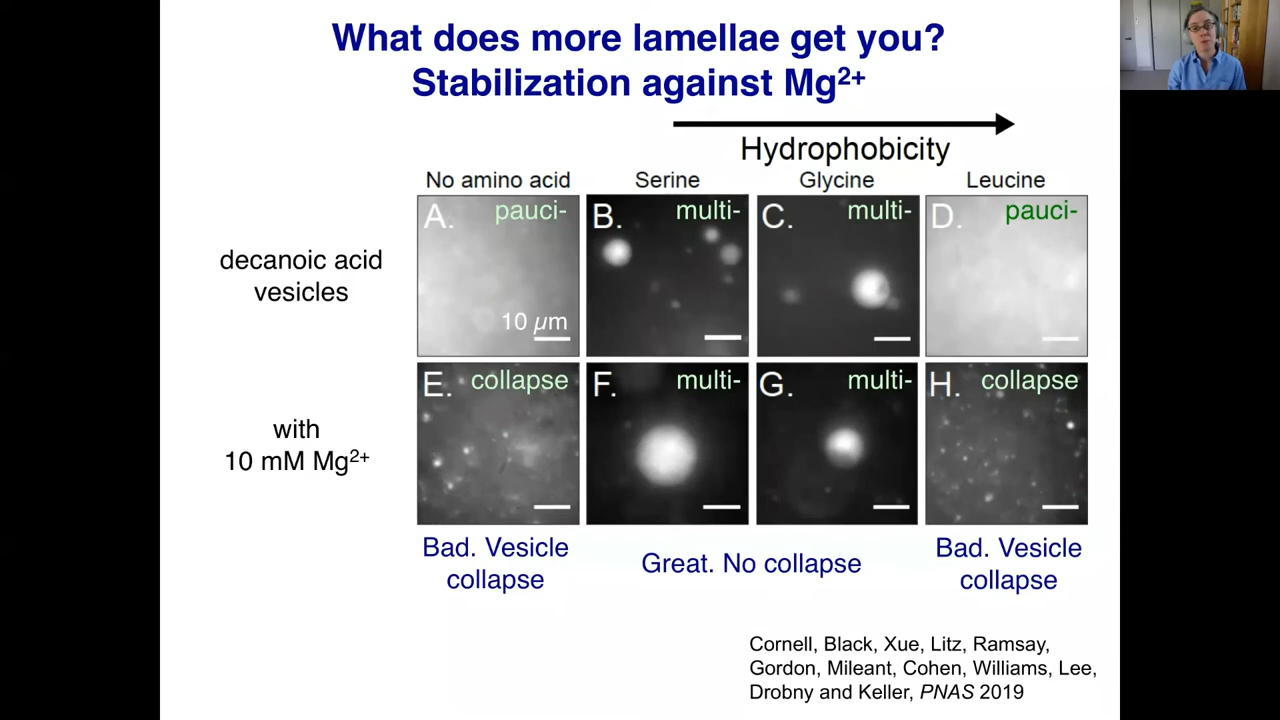 What does more lamellae get you?
Stabilization against Mg²⁺
Hydrophobicity
No amino acid
Serine
Glycine
Leucine
decanoic acid
vesicles
A. pauci-
10 µm
B. multi-
C. multi-
D. pauci-
with
10 mM Mg²⁺
E. collapse
F. multi-
G. multi-
H. collapse
Bad. Vesicle
collapse
Great. No collapse
Bad. Vesicle
collapse
Cornell, Black, Xue, Litz, Ramsay,
Gordon, Mileant, Cohen, Williams, Lee,
Drobny and Keller, PNAS 2019